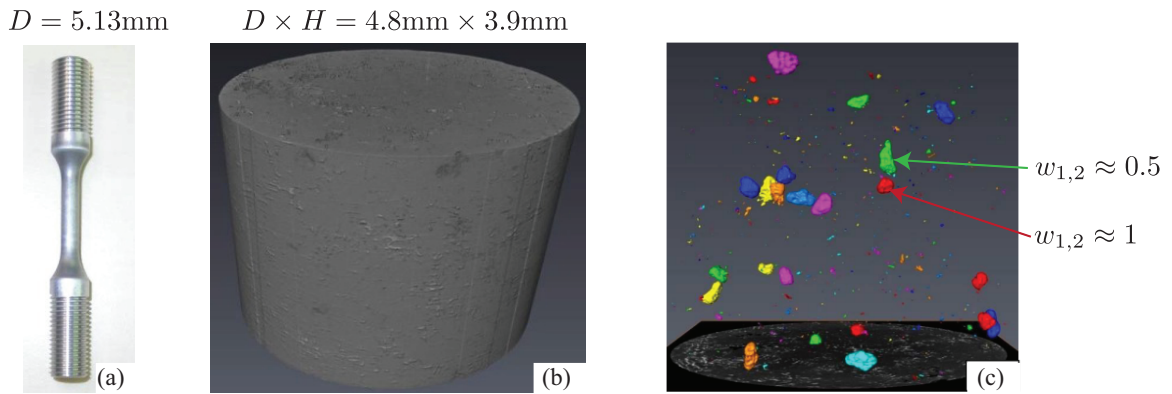 D = 5.13mm
D × H = 4.8mm × 3.9mm
w₁,₂ ≈ 0.5
w₁,₂ ≈ 1
(a)
(b)
(c)